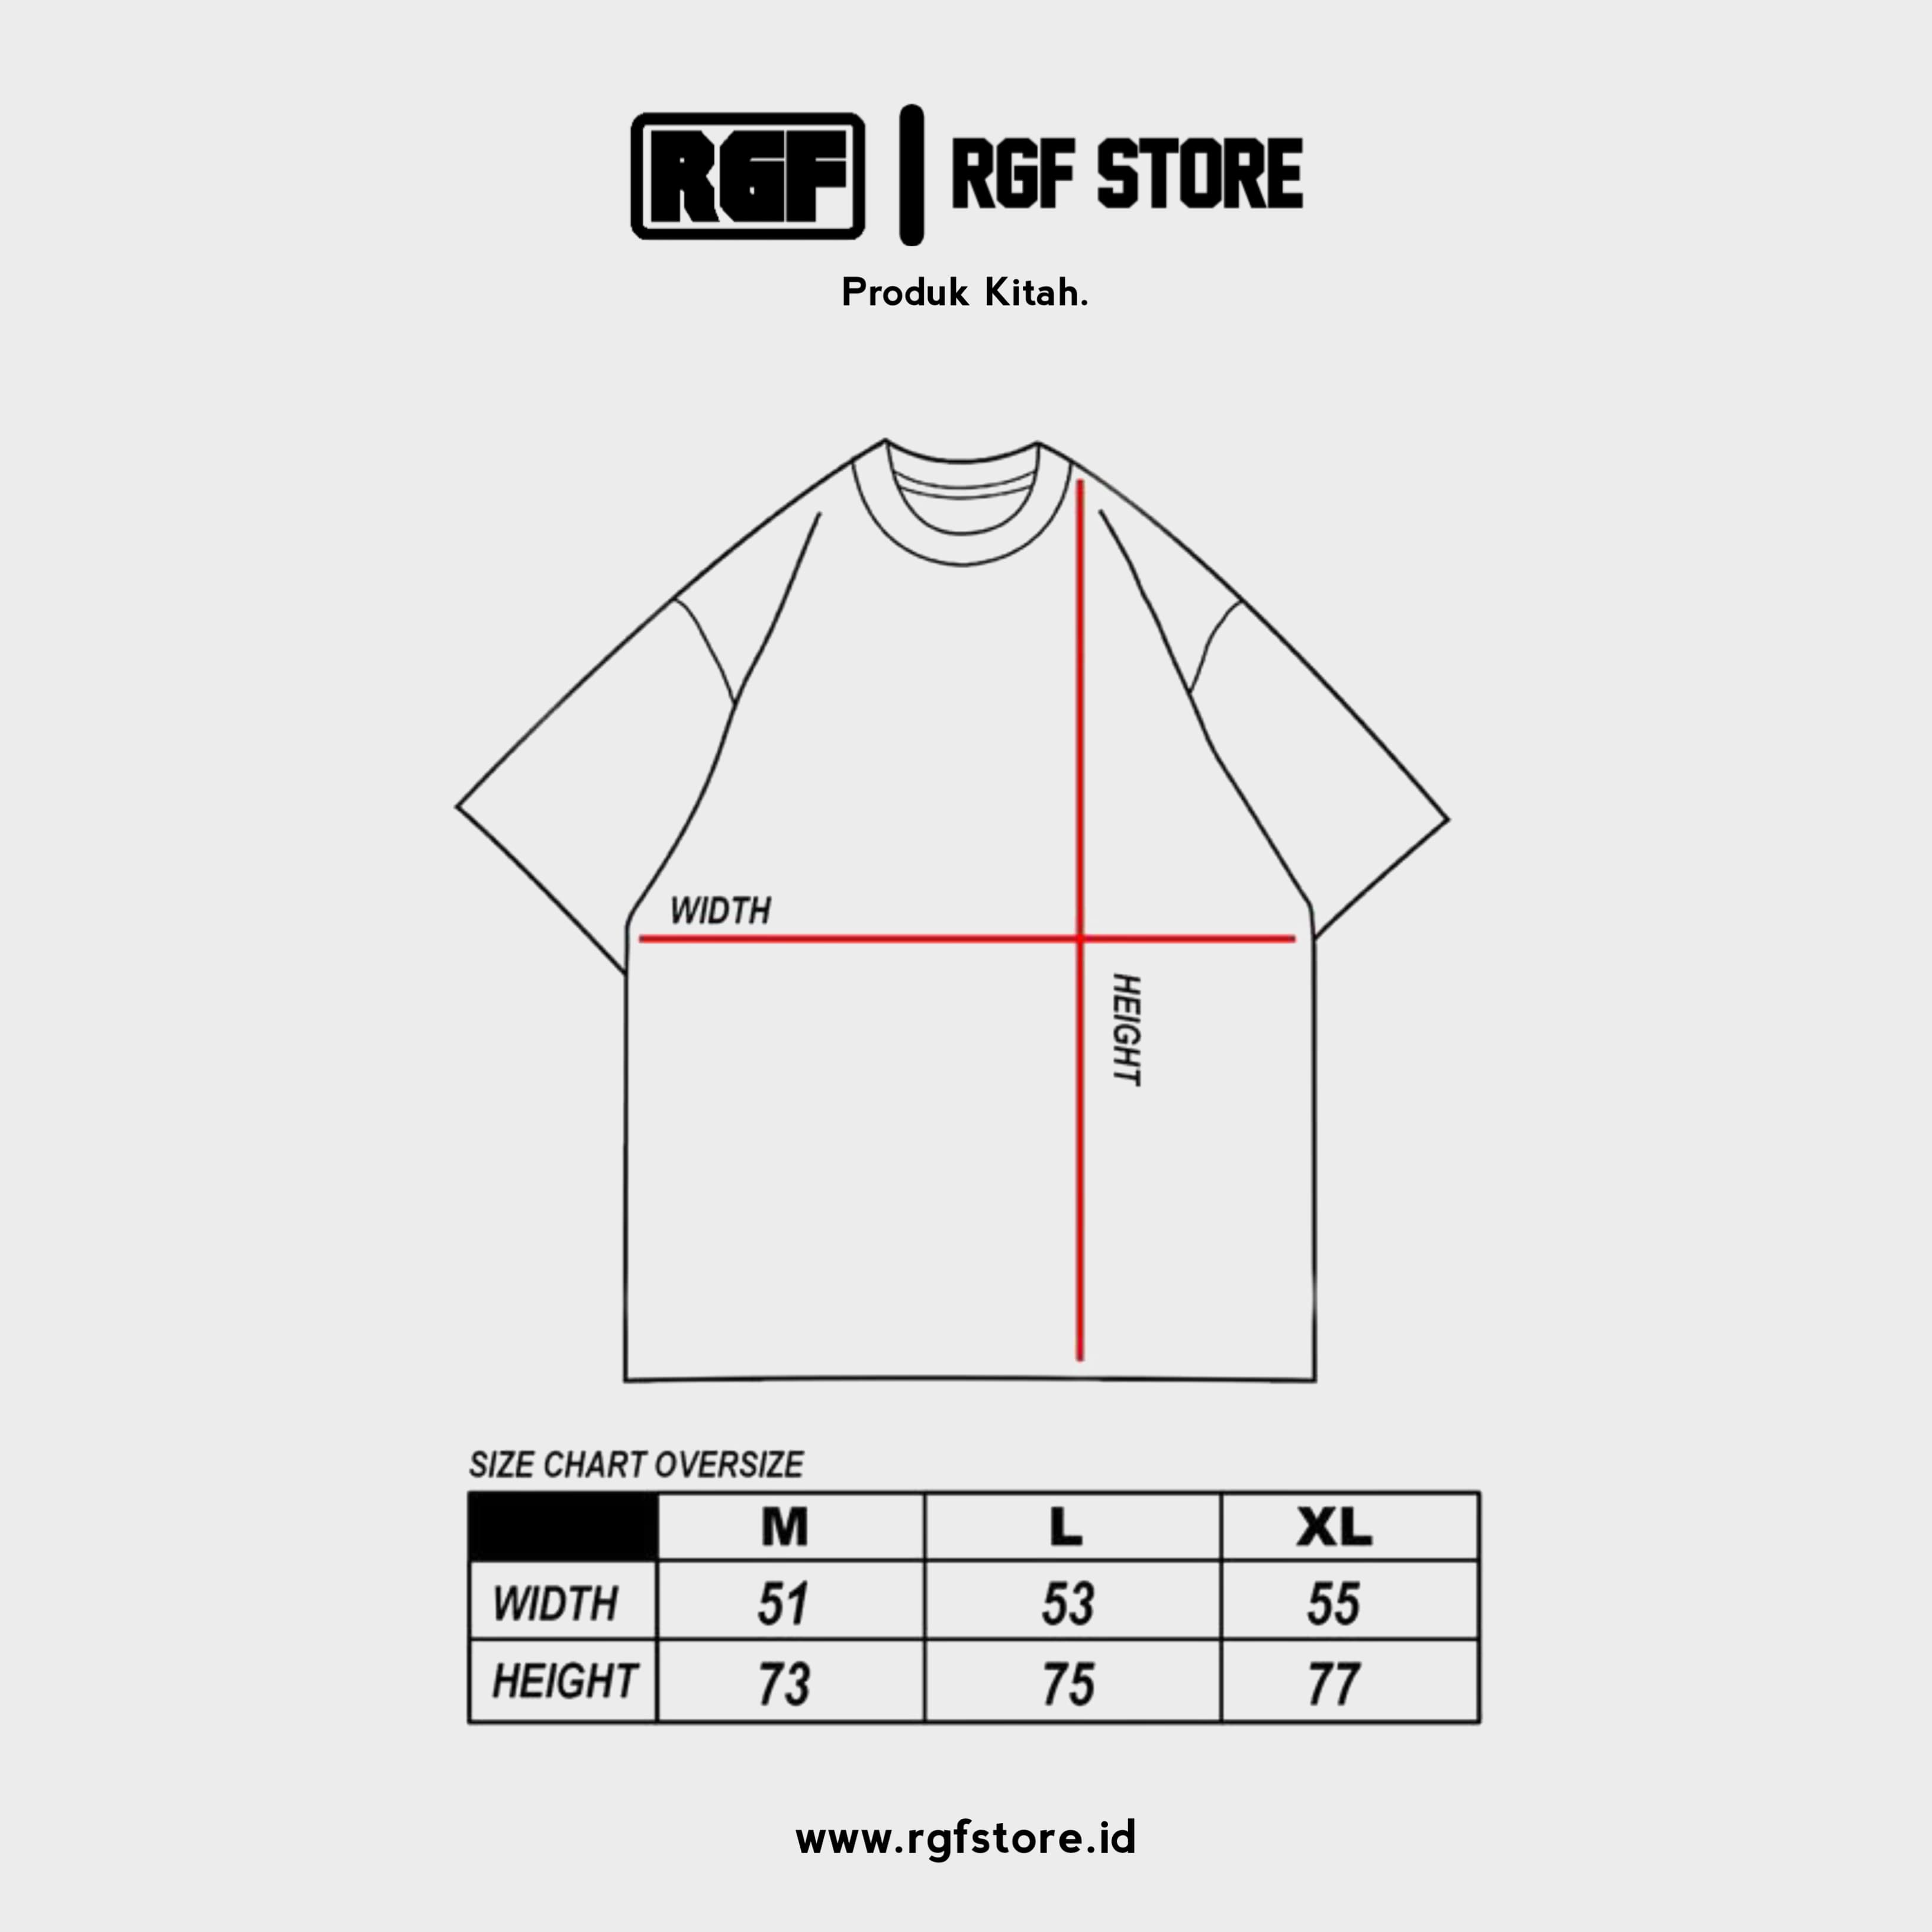 RGF RGF STORE
Produk Kitah.
WIDTH
HEIGHT
SIZE CHART OVERSIZE
M L XL
WIDTH 51 53 55
HEIGHT 73 75 77
www.rgfstore.id